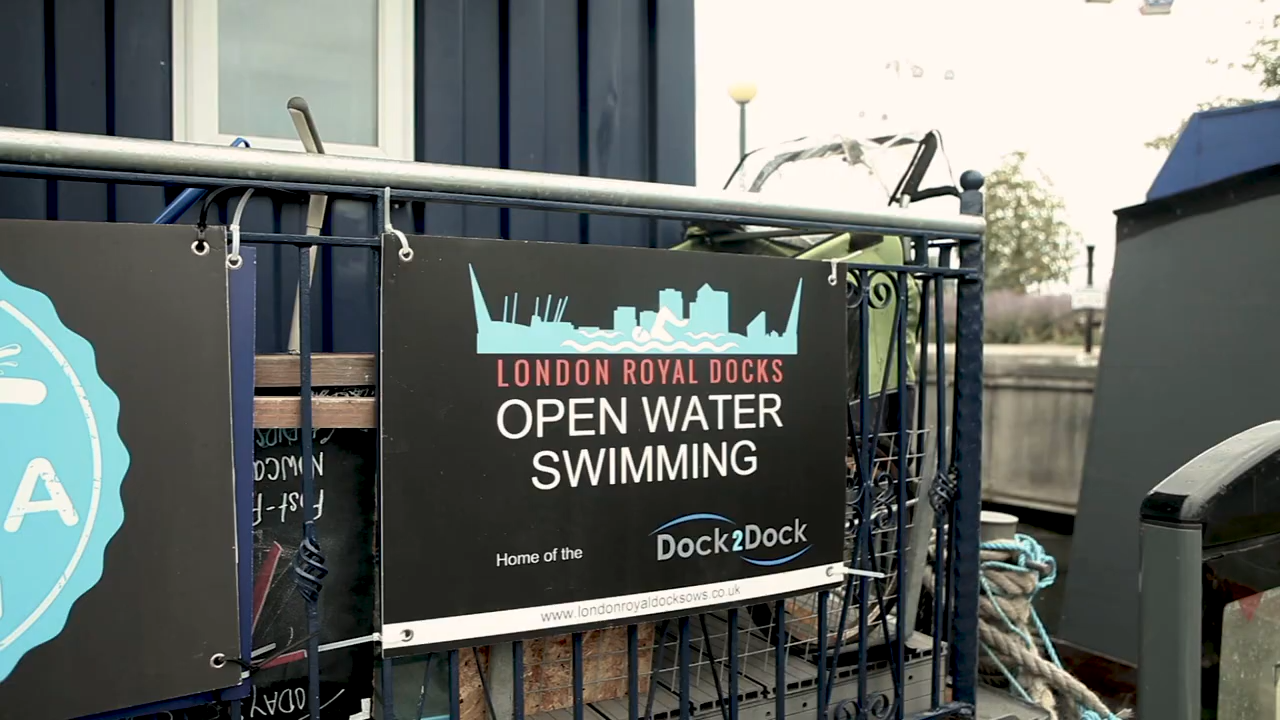 A
LONDON ROYAL DOCKS
OPEN WATER
SWIMMING
Home of the
Dock2Dock
www.londonroyaldocksows.co.uk